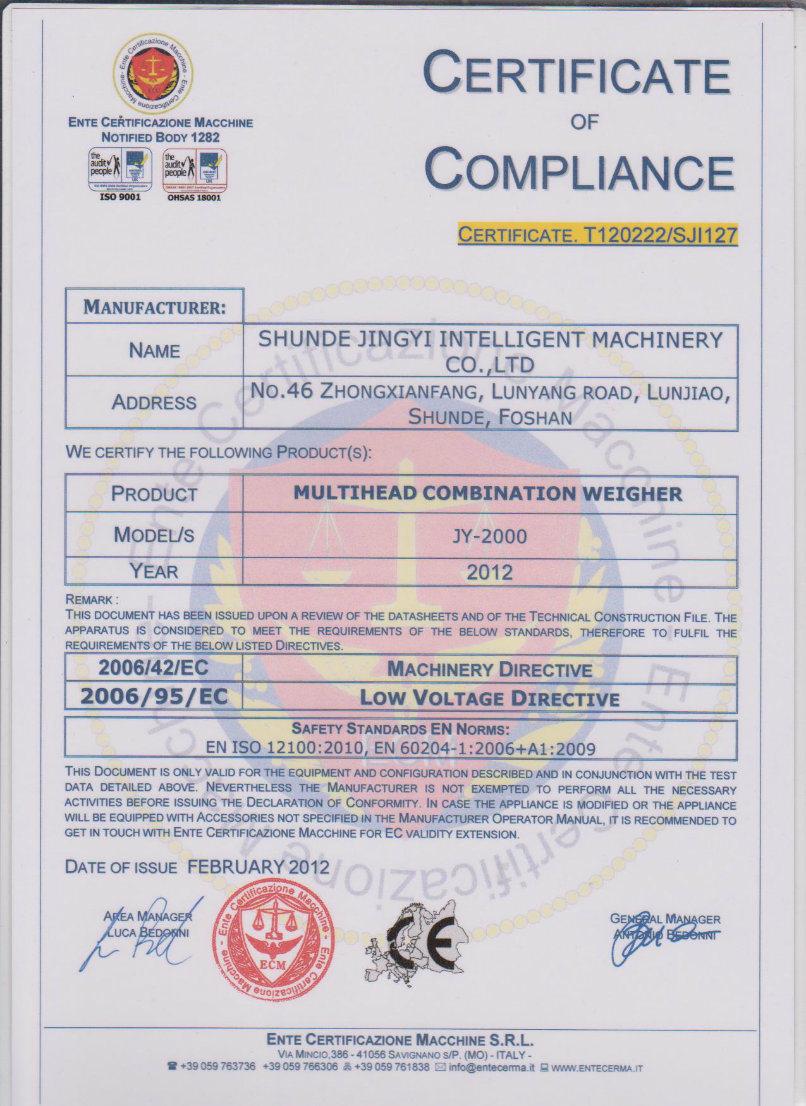 Ente Certificazione Macchine - Ente Certificazione Macchine -
ENTE CERTIFICAZIONE MACCHINE
NOTIFIED BODY 1282
the audit people the audit people
ISO 9001 OHSAS 18001
CERTIFICATE
OF
COMPLIANCE
CERTIFICATE. T120222/SJI127
MANUFACTURER:
NAME SHUNDE JINGYI INTELLIGENT MACHINERY
CO.,LTD
ADDRESS NO.46 ZHONGXIANFANG, LUNYANG ROAD, LUNJIAO,
SHUNDE, FOSHAN
WE CERTIFY THE FOLLOWING PRODUCT(S):
PRODUCT MULTIHEAD COMBINATION WEIGHER
MODEL/S JY-2000
YEAR 2012
REMARK :
THIS DOCUMENT HAS BEEN ISSUED UPON A REVIEW OF THE DATASHEETS AND OF THE TECHNICAL CONSTRUCTION FILE. THE
APPARATUS IS CONSIDERED TO MEET THE REQUIREMENTS OF THE BELOW STANDARDS, THEREFORE TO FULFIL THE
REQUIREMENTS OF THE BELOW LISTED DIRECTIVES.
2006/42/EC MACHINERY DIRECTIVE
2006/95/EC LOW VOLTAGE DIRECTIVE
SAFETY STANDARDS EN NORMS:
EN ISO 12100:2010, EN 60204-1:2006+A1:2009
THIS DOCUMENT IS ONLY VALID FOR THE EQUIPMENT AND CONFIGURATION DESCRIBED AND IN CONJUNCTION WITH THE TEST
DATA DETAILED ABOVE. NEVERTHELESS THE MANUFACTURER IS NOT EXEMPTED TO PERFORM ALL THE NECESSARY
ACTIVITIES BEFORE ISSUING THE DECLARATION OF CONFORMITY. IN CASE THE APPLIANCE IS MODIFIED OR THE APPLIANCE
WILL BE EQUIPPED WITH ACCESSORIES NOT SPECIFIED IN THE MANUFACTURER OPERATOR MANUAL, IT IS RECOMMENDED TO
GET IN TOUCH WITH ENTE CERTIFICAZIONE MACCHINE FOR EC VALIDITY EXTENSION.
DATE OF ISSUE FEBRUARY 2012
AREA MANAGER
LUCA BEDONNI
Ente Certificazione Macchine - Ente Certificazione Macchine -
ECM
CE
GENERAL MANAGER
ANTONIO BEDONNI
ENTE CERTIFICAZIONE MACCHINE S.R.L.
VIA MINCIO,386 - 41056 SAVIGNANO S/P. (MO) - ITALY -
+39 059 763736 +39 059 766306 +39 059 761838 info@entecerma.it WWW.ENTECERMA.IT